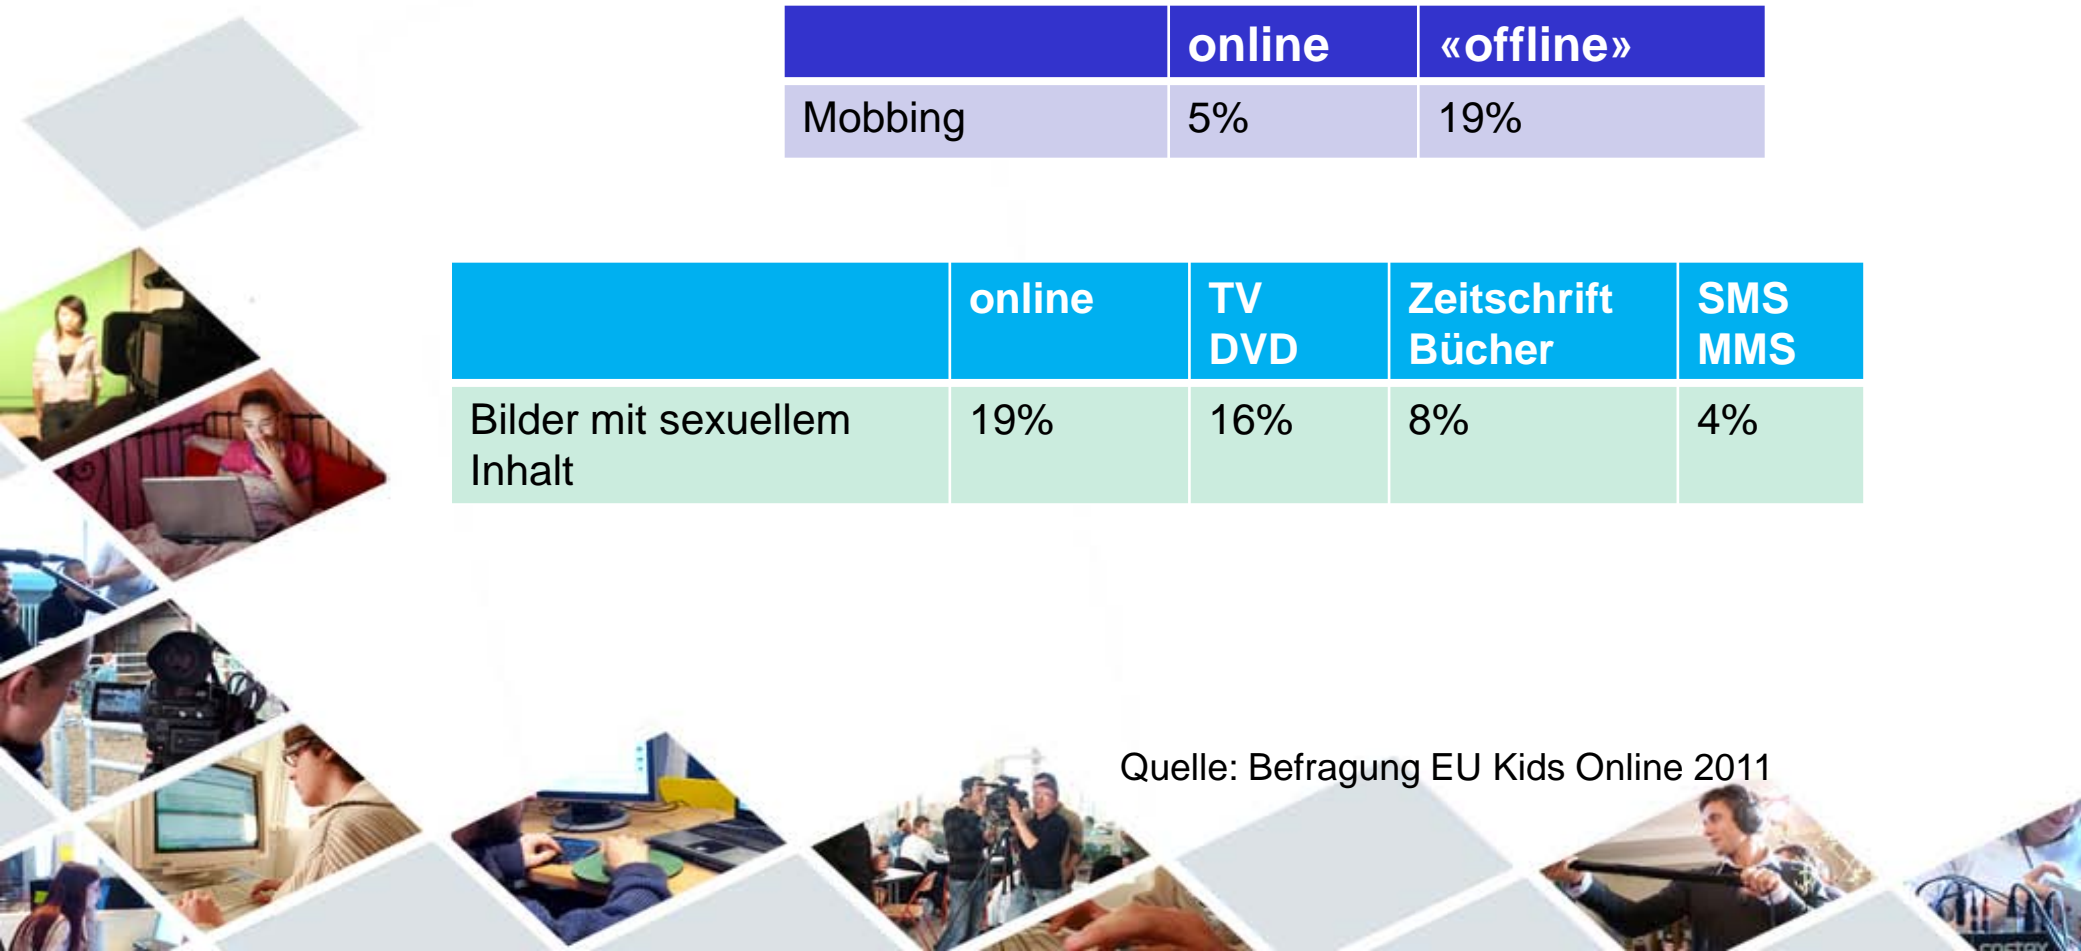 online «offline»
Mobbing 5% 19%
online TV Zeitschrift SMS
DVD Bücher MMS
Bilder mit sexuellem 19% 16% 8% 4%
Inhalt
Quelle: Befragung EU Kids Online 2011